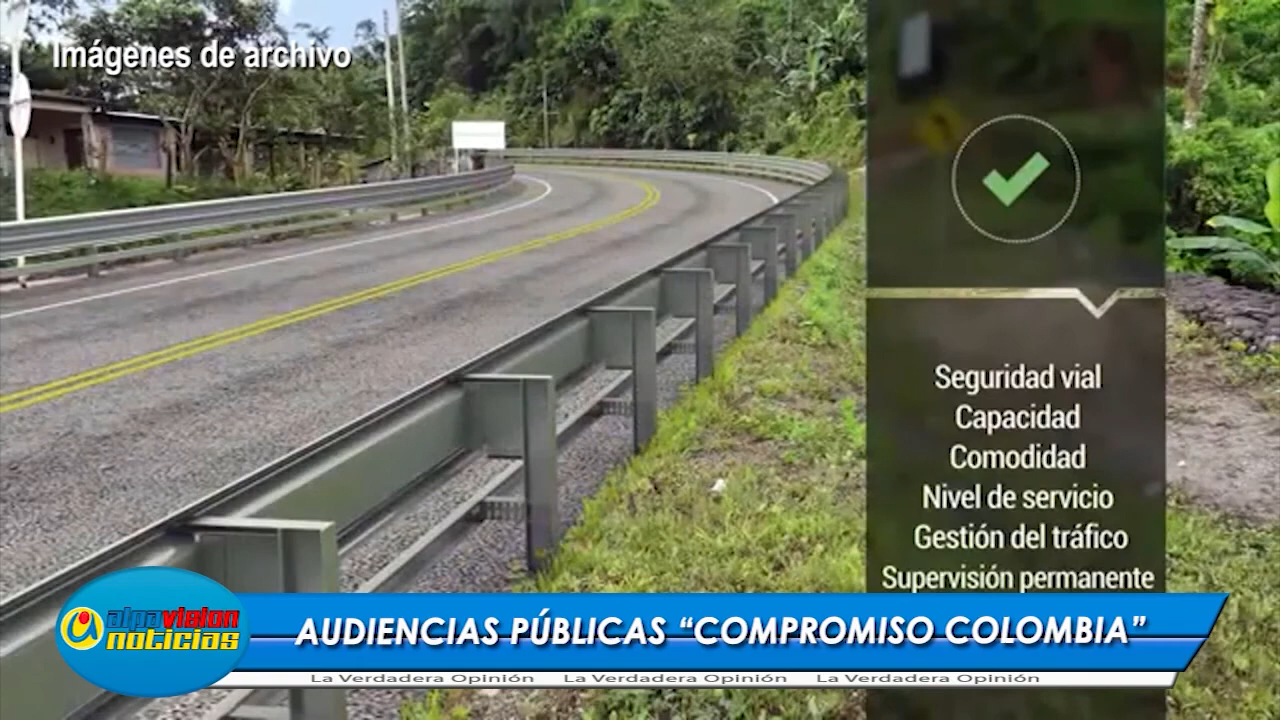 Imágenes de archivo
Seguridad vial
Capacidad
Comodidad
Nivel de servicio
Gestión del tráfico
Supervisión permanente
alpavision
noticias
AUDIENCIAS PÚBLICAS “COMPROMISO COLOMBIA”
La Verdadera Opinión La Verdadera Opinión La Verdadera Opinión